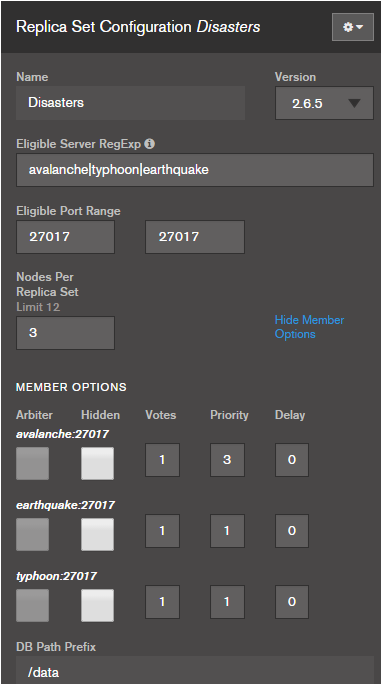 Replica Set Configuration Disasters
Name Version
Disasters 2.6.5
Eligible Server RegExp
avalanche|typhoon|earthquake
Eligible Port Range
27017 27017
Nodes Per
Replica Set
Limit 12
3
Hide Member
Options
MEMBER OPTIONS
Arbiter Hidden Votes Priority Delay
avalanche:27017
1 3 0
earthquake:27017
1 1 0
typhoon:27017
1 1 0
DB Path Prefix
/data